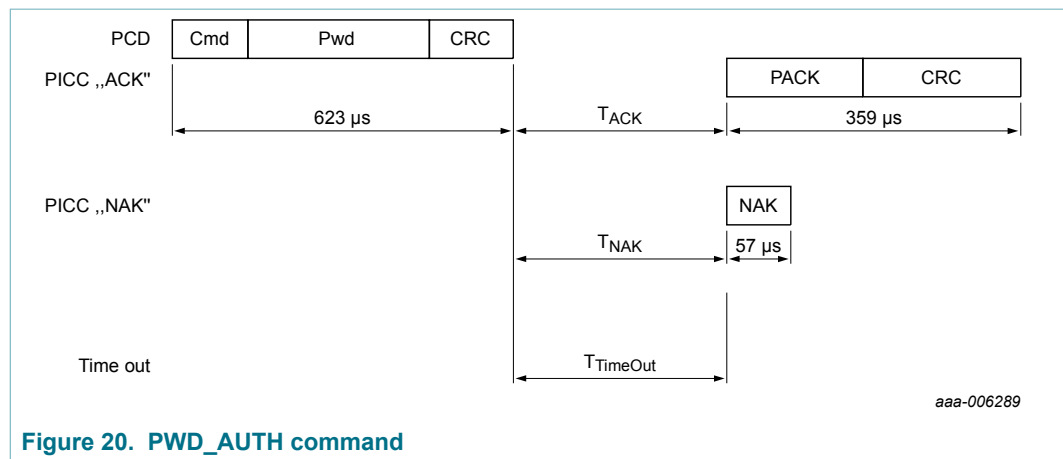 PCD Cmd Pwd CRC
PICC ,,ACK" PACK CRC
623 µs TACK 359 µs
PICC ,,NAK" NAK
TNAK 57 µs
Time out TTimeOut
aaa-006289
Figure 20. PWD_AUTH command